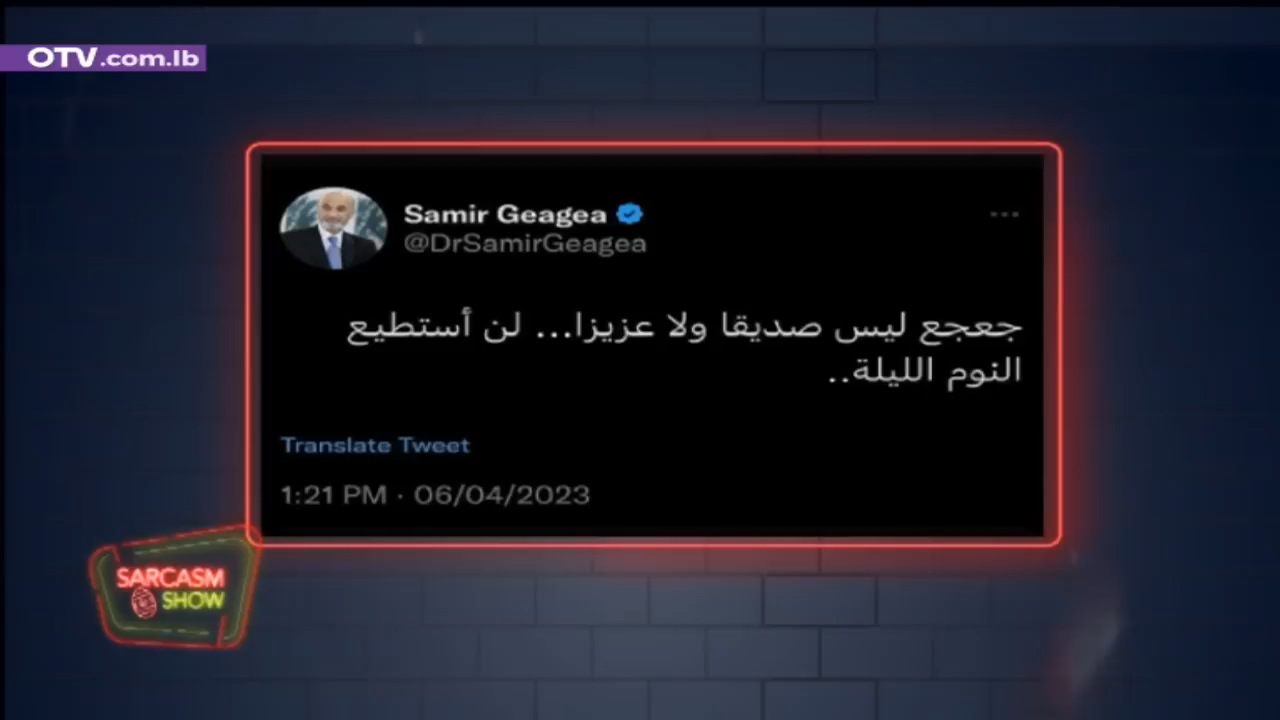 OTV.com.lb
Samir Geagea
@DrSamirGeagea
جعجع ليس صديقا ولا عزيزا... لن أستطيع
النوم الليلة..
Translate Tweet
1:21 PM · 06/04/2023
SARCASM
SHOW